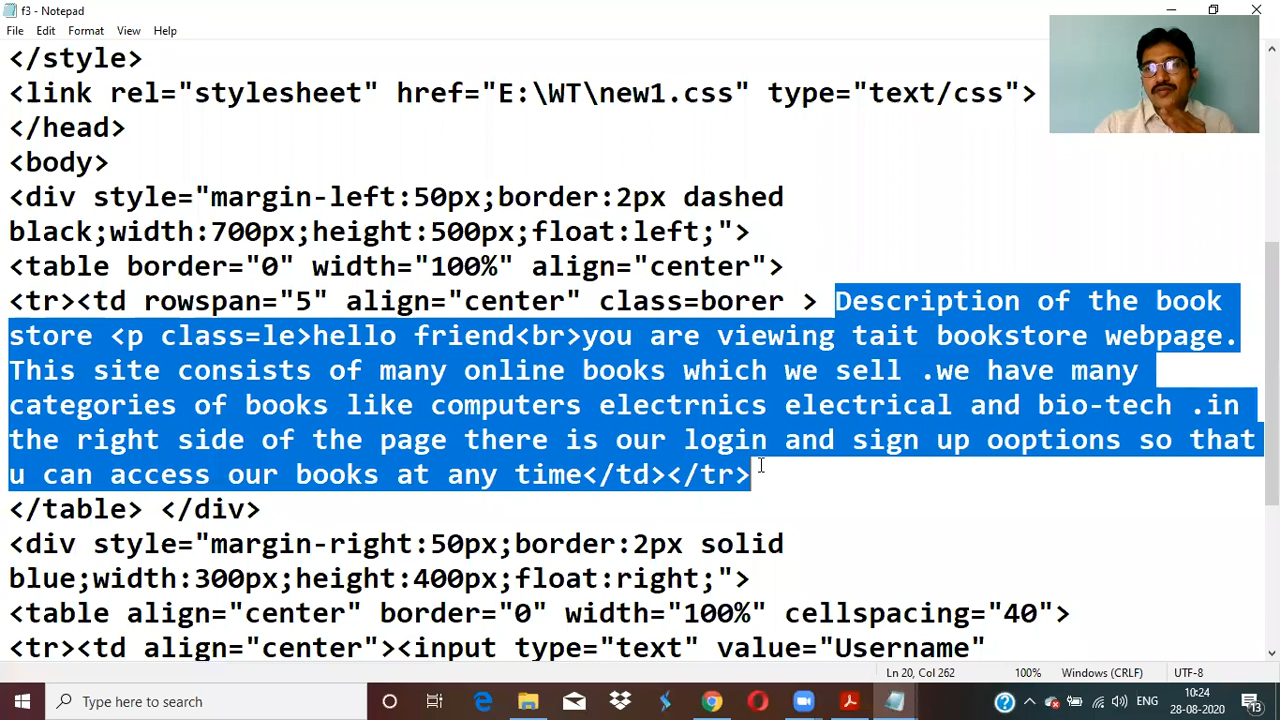 f3 - Notepad
File Edit Format View Help
</style>
<link rel="stylesheet" href="E:\WT\new1.css" type="text/css">
</head>
<body>
<div style="margin-left:50px;border:2px dashed
black;width:700px;height:500px;float:left;">
<table border="0" width="100%" align="center">
<tr><td rowspan="5" align="center" class=borer > Description of the book
store <p class=le>hello friend<br>you are viewing tait bookstore webpage.
This site consists of many online books which we sell .we have many
categories of books like computers electrnics electrical and bio-tech .in
the right side of the page there is our login and sign up ooptions so that
u can access our books at any time</td></tr>
</table> </div>
<div style="margin-right:50px;border:2px solid
blue;width:300px;height:400px;float:right;">
<table align="center" border="0" width="100%" cellspacing="40">
<tr><td align="center"><input type="text" value="Username"
Ln 20, Col 262 100% Windows (CRLF) UTF-8
Type here to search
ENG
10:24
28-08-2020
13